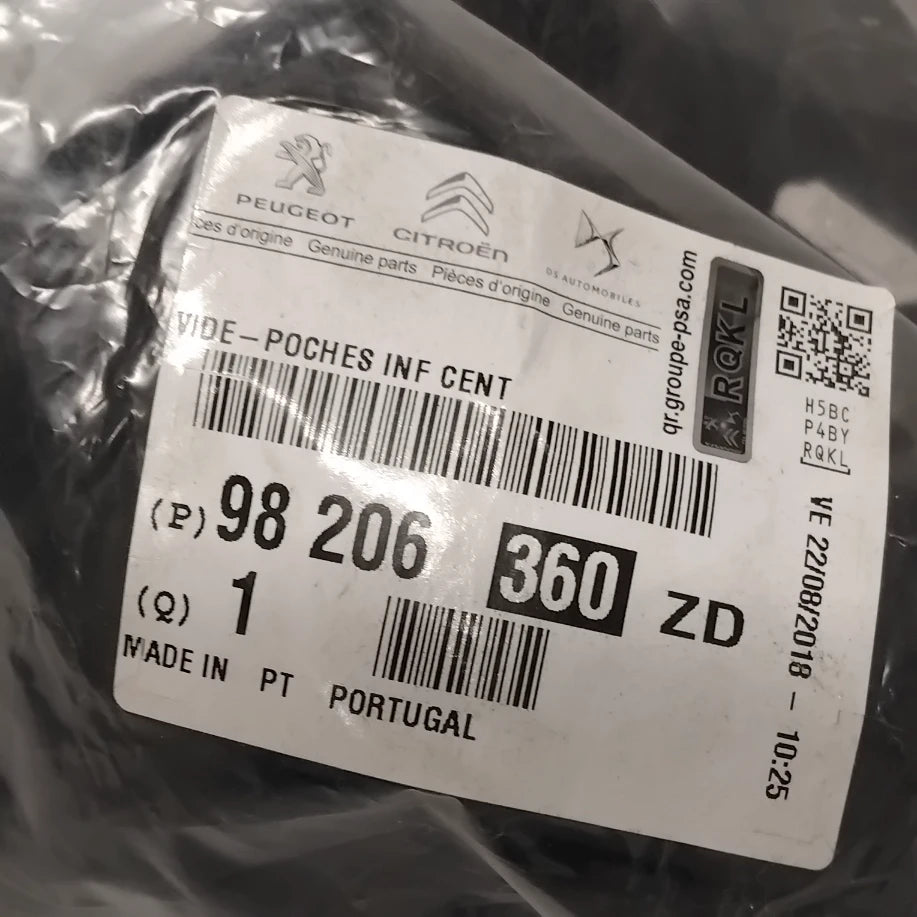 PEUGEOT
CITROËN
DS AUTOMOBILES
ces d'origine Genuine parts Pièces d'origine Genuine parts
VIDE-POCHES INF CENT
(P) 98 206 360 ZD
(Q) 1
MADE IN PT PORTUGAL
qr.groupe-psa.com
RQKL
H5BC
P4BY
RQKL
VE 22/08/2018 - 10:25